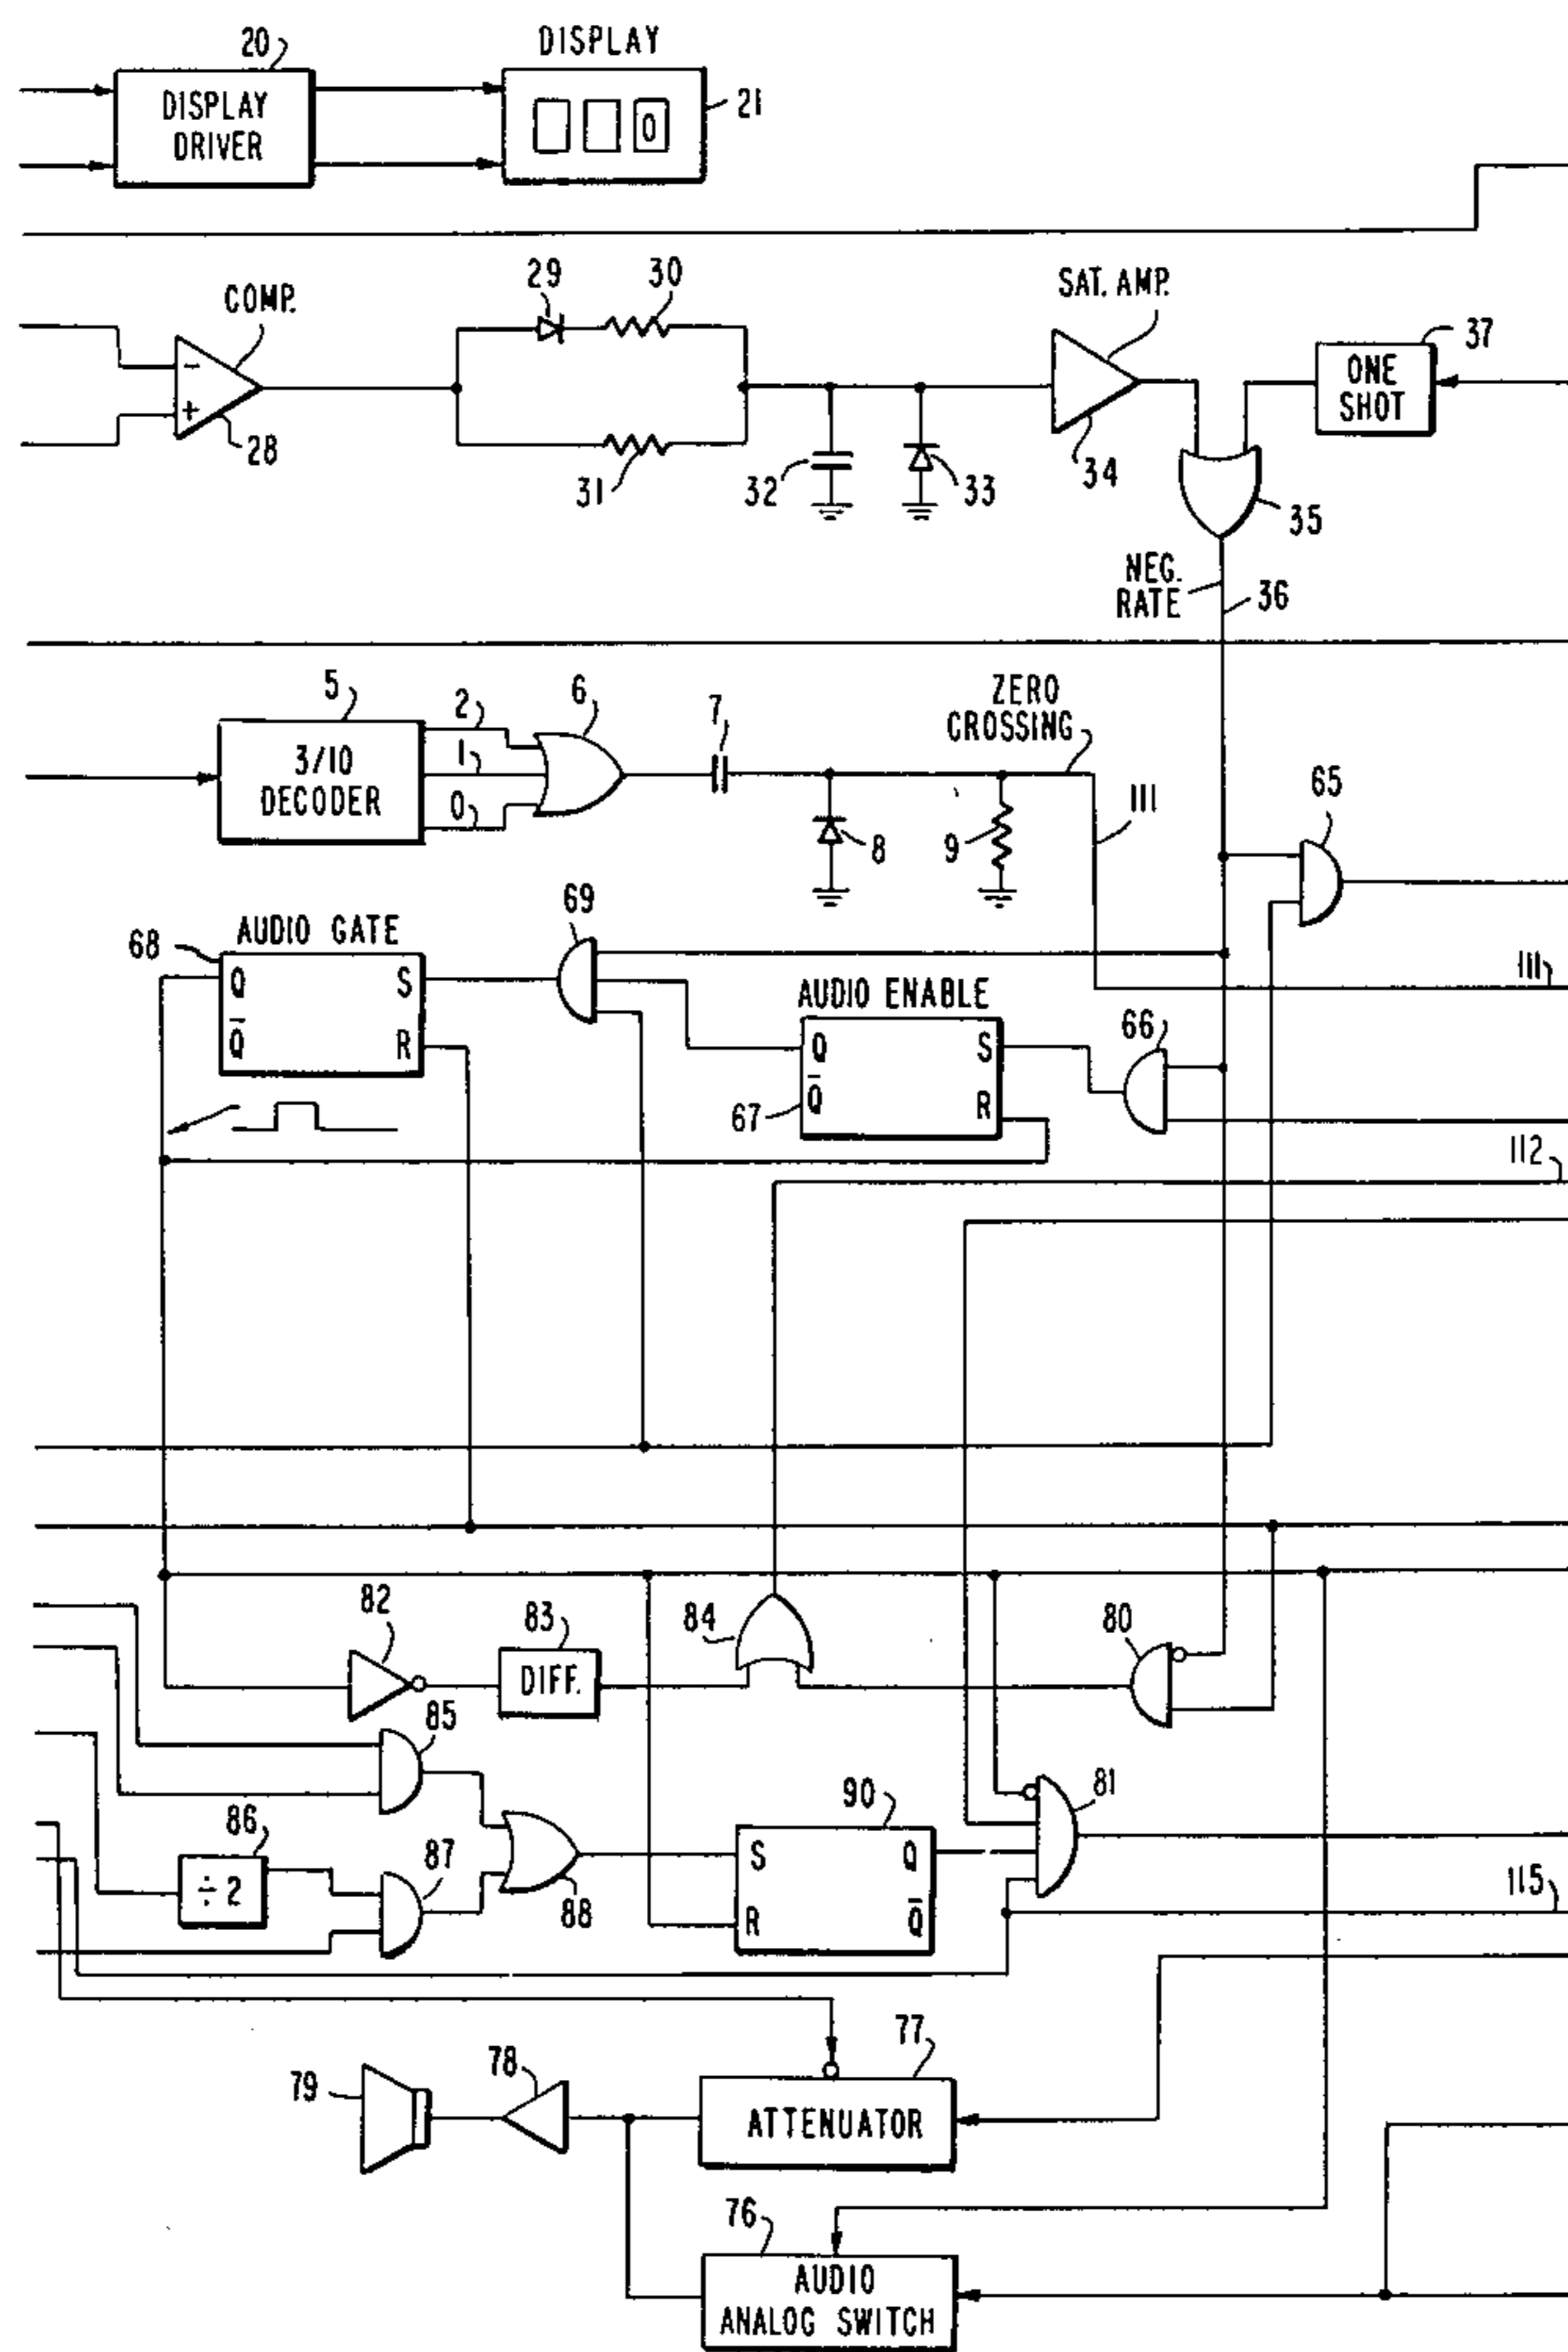 20
DISPLAY
DISPLAY
DRIVER
0
21
COMP.
29
30
SAT. AMP.
37
ONE
SHOT
−
+
28
31
32
33
34
35
NEG.
RATE
36
5
2
6
7
ZERO
CROSSING
3/10
DECODER
1
0
8
9
111
65
69
68
AUDIO GATE
111
Q
S
AUDIO ENABLE
66
Q̅
R
Q
S
67
Q̅
R
112
82
83
84
80
DIFF.
85
90
81
86
÷ 2
87
88
S
Q
R
Q̅
115
77
79
78
ATTENUATOR
76
AUDIO
ANALOG SWITCH